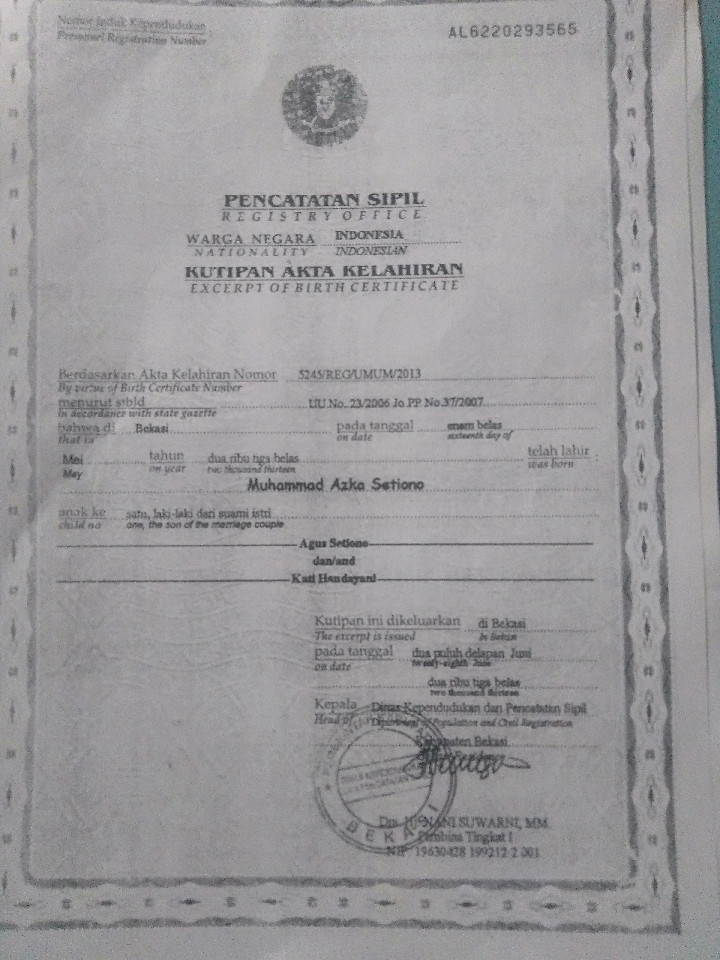 Nomor Induk Kependudukan
Personnel Registration Number
AL6220293565
PENCATATAN SIPIL
REGISTRY OFFICE
WARGA NEGARA INDONESIA
NATIONALITY INDONESIAN
KUTIPAN AKTA KELAHIRAN
EXCERPT OF BIRTH CERTIFICATE
Berdasarkan Akta Kelahiran Nomor 5245/REG/UMUM/2013
By virtue of Birth Certificate Number
menurut stbld UU No. 23/2006 Jo PP No 37/2007
in accordance with state gazette
bahwa di Bekasi pada tanggal enam belas
that is on date sixteenth day of
Mei tahun dua ribu tiga belas telah lahir
May on year two thousand thirteen was born
Muhammad Azka Setiono
anak ke satu, laki-laki dari suami istri
child no one, the son of the marriage couple
Agus Setiono
dan/and
Kati Handayani
Kutipan ini dikeluarkan di Bekasi
The excerpt is issued In
pada tanggal dua puluh delapan Juni
on date twenty-eighth June
dua ribu tiga belas
two thousand thirteen
Kepala Dinas Kependudukan dan Pencatatan Sipil
Head of Department of Population and Civil Registration
Kabupaten Bekasi
BEKASI
SUWARNI, MM
Pembina Tingkat I
NIP 19630428 199212 2 001